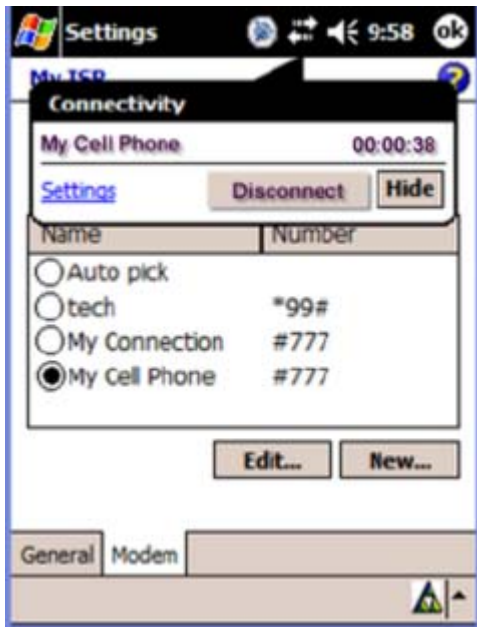 Settings 9:58 ok
My ISP ?
Connectivity
My Cell Phone 00:00:38
Settings Disconnect Hide
Name Number
Auto pick
tech *99#
My Connection #777
My Cell Phone #777
Edit... New...
General Modem